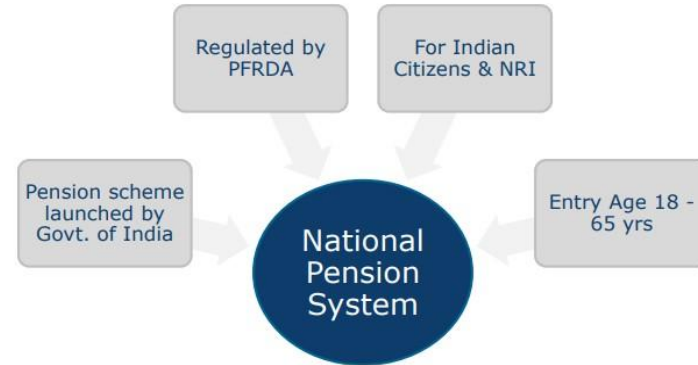 Regulated by
PFRDA
For Indian
Citizens & NRI
Pension scheme
launched by
Govt. of India
Entry Age 18 -
65 yrs
National
Pension
System